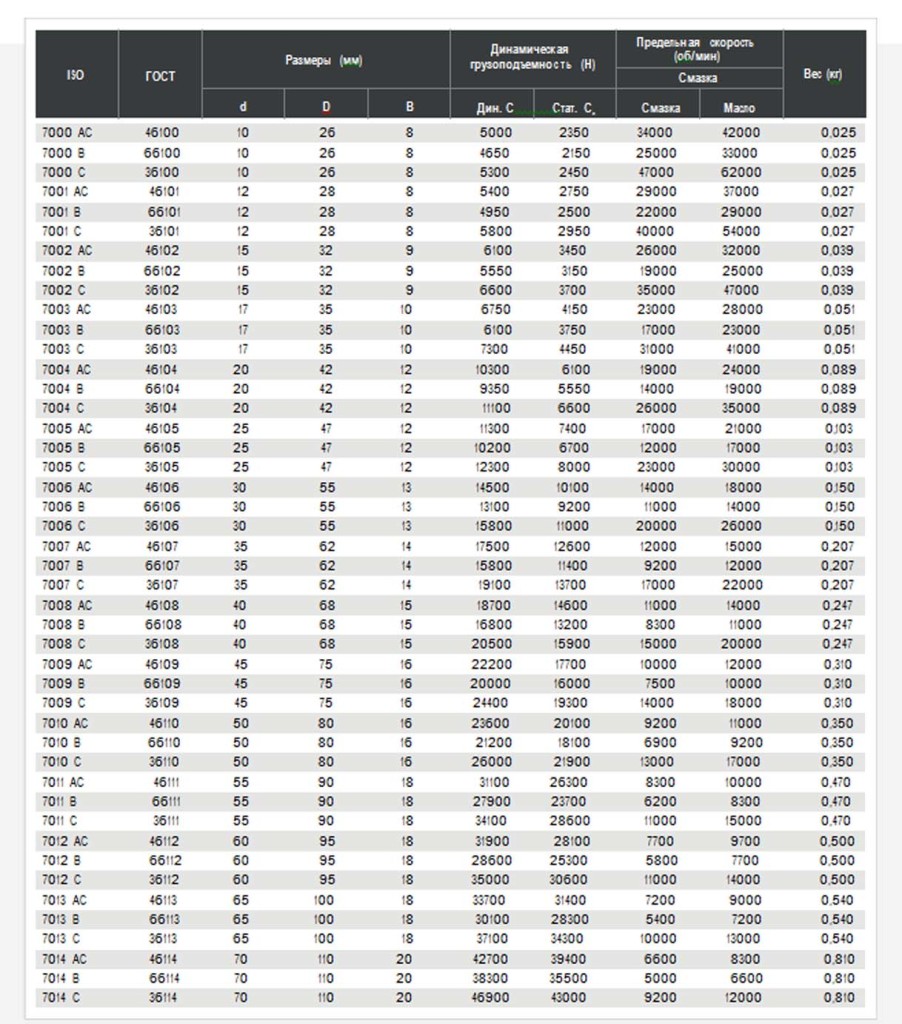 ISO ГОСТ Размеры (мм) Динамическая грузоподъемность (Н) Предельная скорость (об/мин) Вес (кг)
Смазка
d D B Дин. C Стат. C₀ Смазка Масло
7000 AC 46100 10 26 8 5000 2350 34000 42000 0,025
7000 B 66100 10 26 8 4650 2150 25000 33000 0,025
7000 C 36100 10 26 8 5300 2450 47000 62000 0,025
7001 AC 46101 12 28 8 5400 2750 29000 37000 0,027
7001 B 66101 12 28 8 4950 2500 22000 29000 0,027
7001 C 36101 12 28 8 5800 2950 40000 54000 0,027
7002 AC 46102 15 32 9 6100 3450 26000 32000 0,039
7002 B 66102 15 32 9 5550 3150 19000 25000 0,039
7002 C 36102 15 32 9 6600 3700 35000 47000 0,039
7003 AC 46103 17 35 10 6750 4150 23000 28000 0,051
7003 B 66103 17 35 10 6100 3750 17000 23000 0,051
7003 C 36103 17 35 10 7300 4450 31000 41000 0,051
7004 AC 46104 20 42 12 10300 6100 19000 24000 0,089
7004 B 66104 20 42 12 9350 5550 14000 19000 0,089
7004 C 36104 20 42 12 11100 6600 26000 35000 0,089
7005 AC 46105 25 47 12 11300 7400 17000 21000 0,103
7005 B 66105 25 47 12 10200 6700 12000 17000 0,103
7005 C 36105 25 47 12 12300 8000 23000 30000 0,103
7006 AC 46106 30 55 13 14500 10100 14000 18000 0,150
7006 B 66106 30 55 13 13100 9200 11000 14000 0,150
7006 C 36106 30 55 13 15800 11000 20000 26000 0,150
7007 AC 46107 35 62 14 17500 12600 12000 15000 0,207
7007 B 66107 35 62 14 15800 11400 9200 12000 0,207
7007 C 36107 35 62 14 19100 13700 17000 22000 0,207
7008 AC 46108 40 68 15 18700 14600 11000 14000 0,247
7008 B 66108 40 68 15 16800 13200 8300 11000 0,247
7008 C 36108 40 68 15 20500 15900 15000 20000 0,247
7009 AC 46109 45 75 16 22200 17700 10000 12000 0,310
7009 B 66109 45 75 16 20000 16000 7500 10000 0,310
7009 C 36109 45 75 16 24400 19300 14000 18000 0,310
7010 AC 46110 50 80 16 23600 20100 9200 11000 0,350
7010 B 66110 50 80 16 21200 18100 6900 9200 0,350
7010 C 36110 50 80 16 26000 21900 13000 17000 0,350
7011 AC 46111 55 90 18 31100 26300 8300 10000 0,470
7011 B 66111 55 90 18 27900 23700 6200 8300 0,470
7011 C 36111 55 90 18 34100 28600 11000 15000 0,470
7012 AC 46112 60 95 18 31900 28100 7700 9700 0,500
7012 B 66112 60 95 18 28600 25300 5800 7700 0,500
7012 C 36112 60 95 18 35000 30600 11000 14000 0,500
7013 AC 46113 65 100 18 33700 31400 7200 9000 0,540
7013 B 66113 65 100 18 30100 28300 5400 7200 0,540
7013 C 36113 65 100 18 37100 34300 10000 13000 0,540
7014 AC 46114 70 110 20 42700 39400 6600 8300 0,810
7014 B 66114 70 110 20 38300 35500 5000 6600 0,810
7014 C 36114 70 110 20 46900 43000 9200 12000 0,810